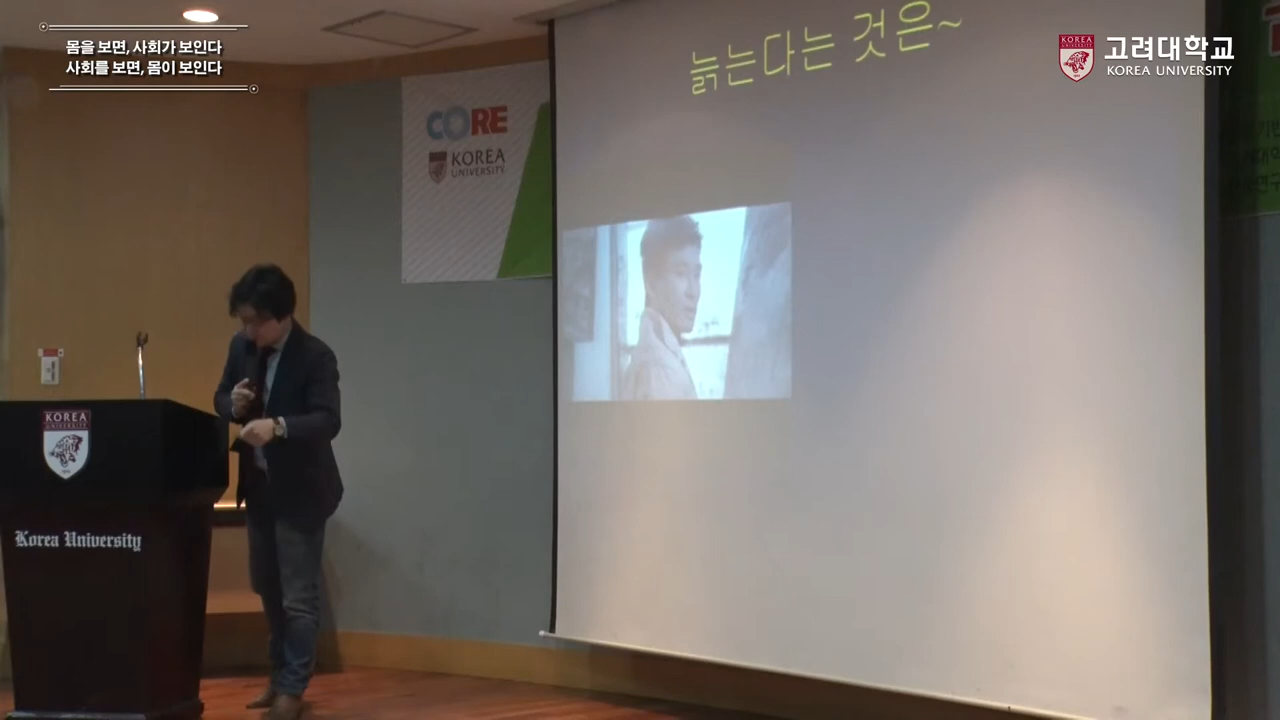 몸을 보면, 사회가 보인다
사회를 보면, 몸이 보인다
늙는다는 것은~
KOREA
고려대학교
KOREA UNIVERSITY
CORE
KOREA
UNIVERSITY
KOREA
UNIVERSITY
Korea University